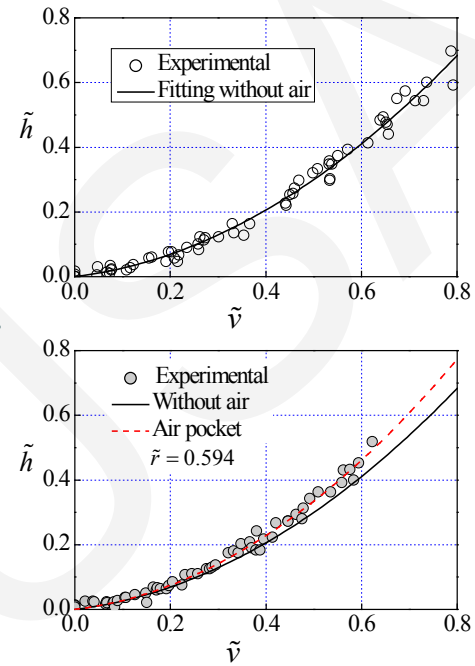 0.8
0.6
0.4
0.2
0.0
h̃
Experimental
Fitting without air
0.0 0.2 0.4 0.6 0.8
ṽ
0.8
0.6
0.4
0.2
0.0
h̃
Experimental
Without air
Air pocket
r̃ = 0.594
0.0 0.2 0.4 0.6 0.8
ṽ